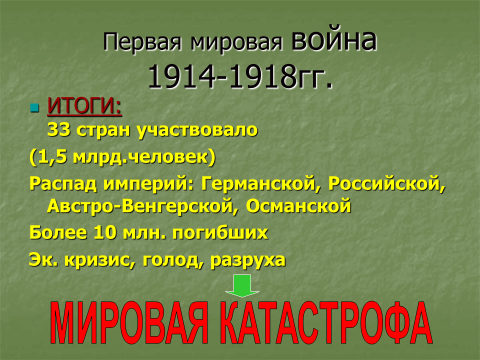 Первая мировая война
1914-1918гг.
ИТОГИ:
33 стран участвовало
(1,5 млрд.человек)
Распад империй: Германской, Российской,
Австро-Венгерской, Османской
Более 10 млн. погибших
Эк. кризис, голод, разруха
МИРОВАЯ КАТАСТРОФА